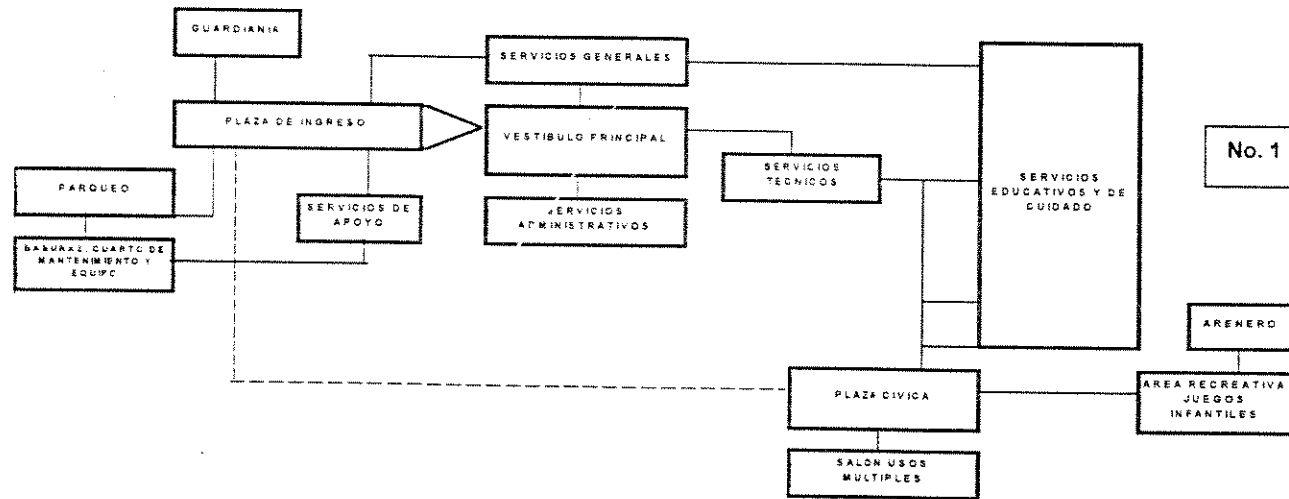 GUARDIANIA
SERVICIOS GENERALES
PLAZA DE INGRESO
VESTIBULO PRINCIPAL
No. 1
SERVICIOS
TECNICOS
SERVICIOS
EDUCATIVOS Y DE
CUIDADO
PARQUEO
SERVICIOS DE
APOYO
SERVICIOS
ADMINISTRATIVOS
CUARTO DE
MANTENIMIENTO Y
EQUIPO
ARENERO
PLAZA CIVICA
AREA RECREATIVA
JUEGOS
INFANTILES
SALON USOS
MULTIPLES